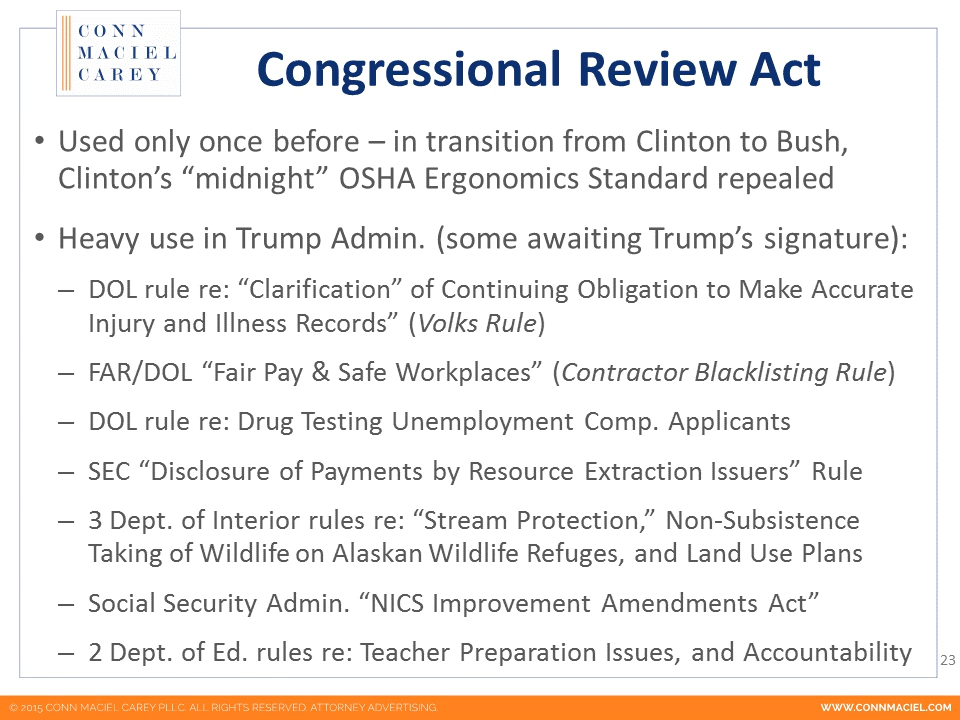 CONN
MACIEL
CAREY
Congressional Review Act
• Used only once before – in transition from Clinton to Bush,
Clinton’s “midnight” OSHA Ergonomics Standard repealed
• Heavy use in Trump Admin. (some awaiting Trump’s signature):
– DOL rule re: “Clarification” of Continuing Obligation to Make Accurate
Injury and Illness Records” (Volks Rule)
– FAR/DOL “Fair Pay & Safe Workplaces” (Contractor Blacklisting Rule)
– DOL rule re: Drug Testing Unemployment Comp. Applicants
– SEC “Disclosure of Payments by Resource Extraction Issuers” Rule
– 3 Dept. of Interior rules re: “Stream Protection,” Non-Subsistence
Taking of Wildlife on Alaskan Wildlife Refuges, and Land Use Plans
– Social Security Admin. “NICS Improvement Amendments Act”
– 2 Dept. of Ed. rules re: Teacher Preparation Issues, and Accountability
23
© 2015 CONN MACIEL CAREY PLLC. ALL RIGHTS RESERVED. ATTORNEY ADVERTISING.
WWW.CONNMACIEL.COM